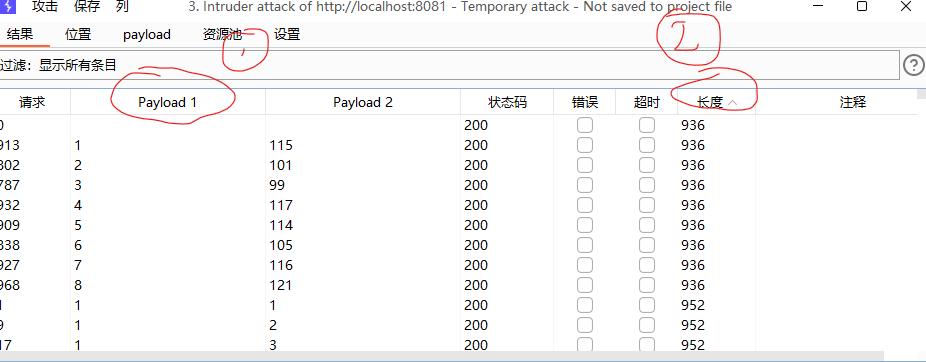 攻击 保存 列 3. Intruder attack of http://localhost:8081 - Temporary attack - Not saved to project file
结果 位置 payload 资源池 设置
1 2
过滤：显示所有条目 ?
请求 Payload 1 Payload 2 状态码 错误 超时 长度 注释
0 200 936
913 1 115 200 936
802 2 101 200 936
787 3 99 200 936
932 4 117 200 936
909 5 114 200 936
838 6 105 200 936
927 7 116 200 936
968 8 121 200 936
1 1 1 200 952
9 1 2 200 952
17 1 3 200 952